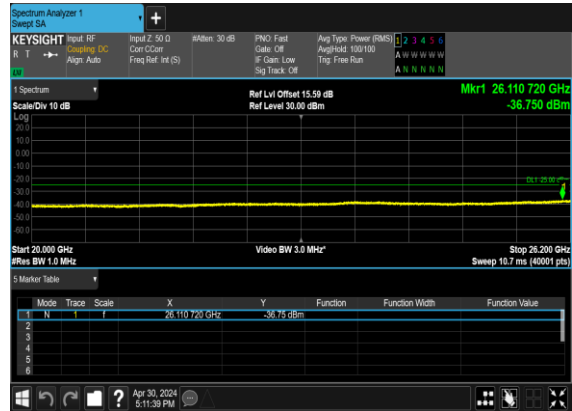 Spectrum Analyzer 1
Swept SA
+
KEYSIGHT Input: RF Input Z: 50 Ω #Atten: 30 dB PNO: Fast Avg Type: Power (RMS) 1 2 3 4 5 6
R T Coupling: DC Corr CCorr Gate: Off Avg|Hold: 100/100 A W W W W W
Align: Auto Freq Ref: Int (S) IF Gain: Low Trig: Free Run A N N N N N
Sig Track: Off
1 Spectrum Ref Lvl Offset 15.59 dB Mkr1 26.110 720 GHz
Scale/Div 10 dB Ref Level 30.00 dBm -36.750 dBm
Log
20.0
10.0
0.00
-10.0
-20.0
-30.0
-40.0
-50.0
-60.0
Start 20.000 GHz Video BW 3.0 MHz* Stop 26.200 GHz
#Res BW 1.0 MHz Sweep 10.7 ms (40001 pts)
5 Marker Table
Mode Trace Scale X Y Function Function Width Function Value
1 N 1 f 26.110 720 GHz -36.75 dBm
2
3
4
5
6
? Apr 30, 2024
5:11:39 PM